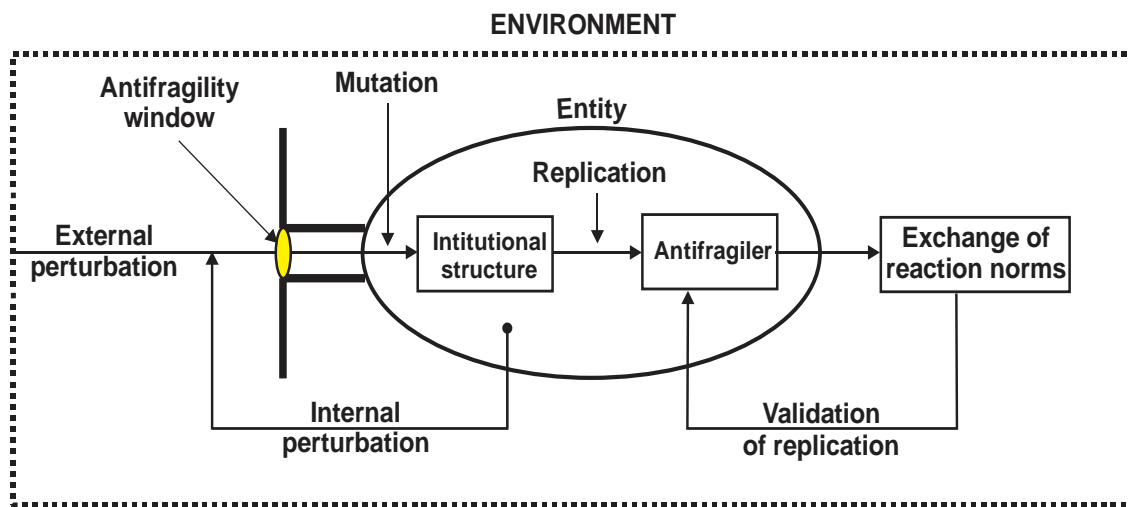 ENVIRONMENT
Antifragility
window
Mutation
Entity
Replication
External
perturbation
Intitutional
structure
Antifragiler
Exchange of
reaction norms
Internal
perturbation
Validation
of replication